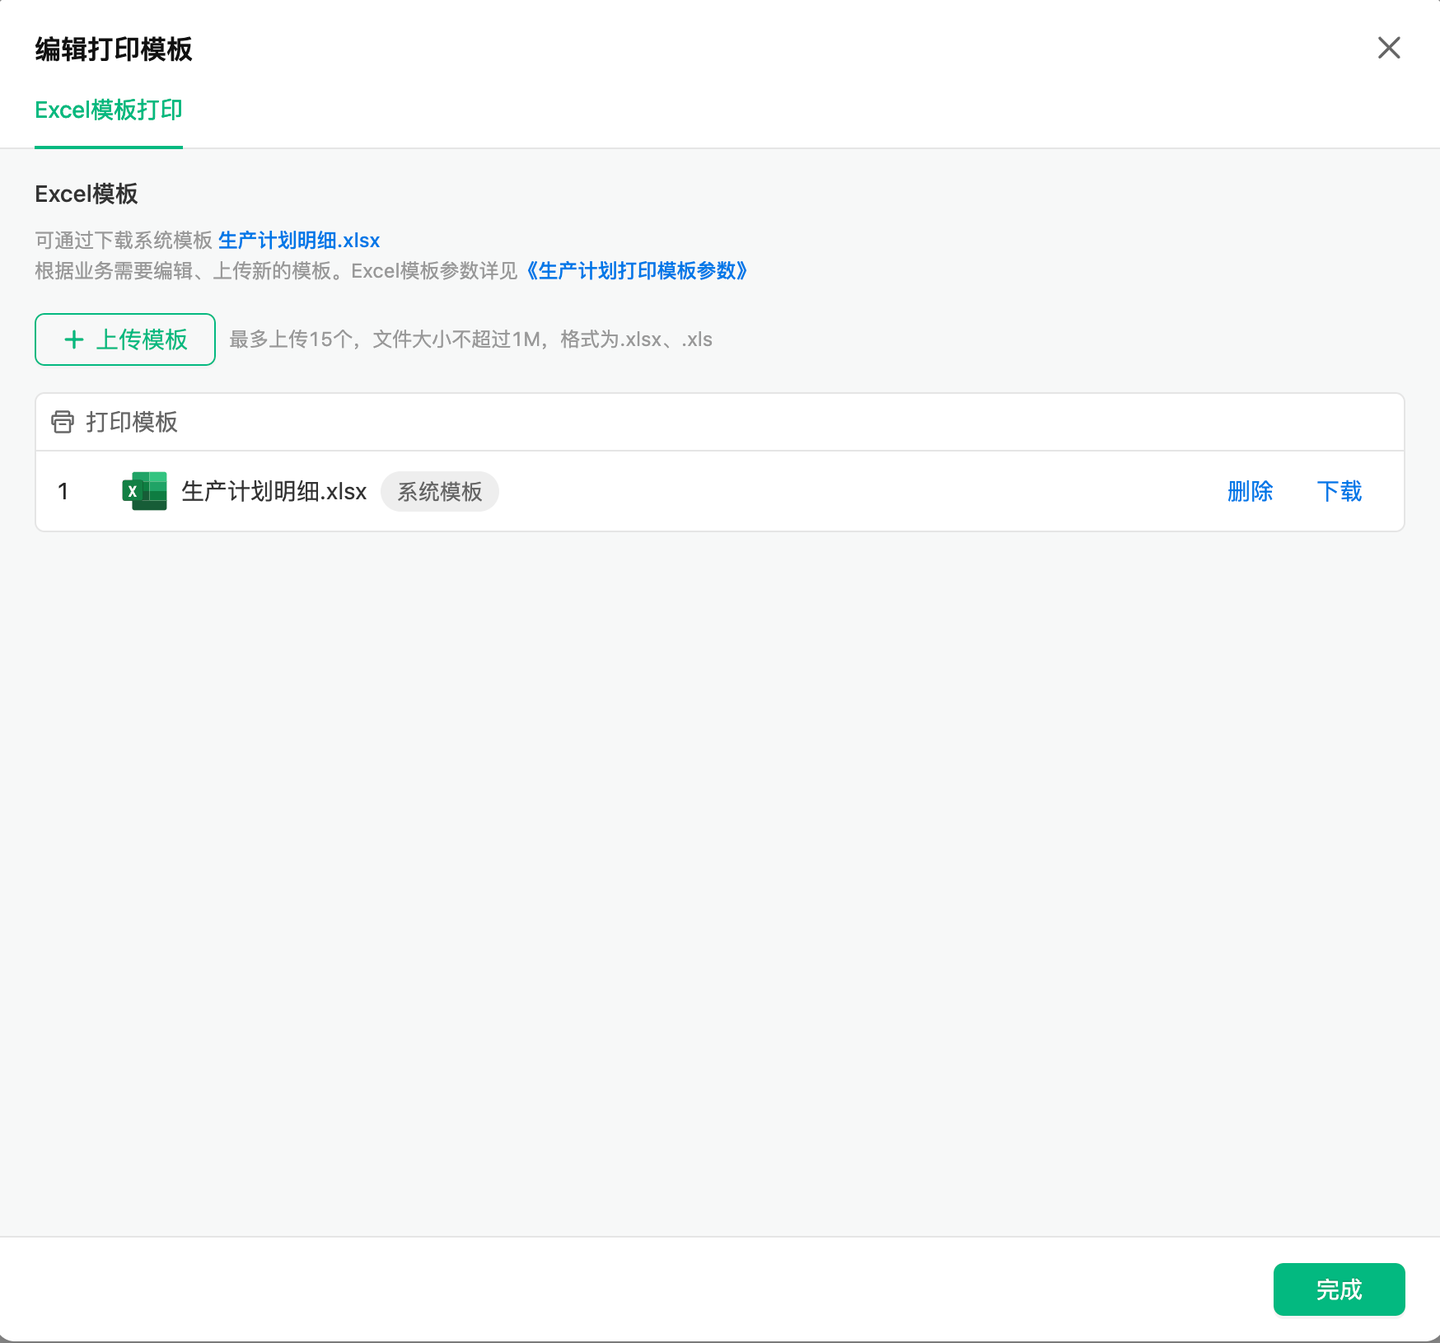 编辑打印模板
Excel模板打印
Excel模板
可通过下载系统模板 生产计划明细.xlsx
根据业务需要编辑、上传新的模板。Excel模板参数详见《生产计划打印模板参数》
上传模板 最多上传15个，文件大小不超过1M，格式为.xlsx、.xls
打印模板
1 生产计划明细.xlsx 系统模板 删除 下载
完成